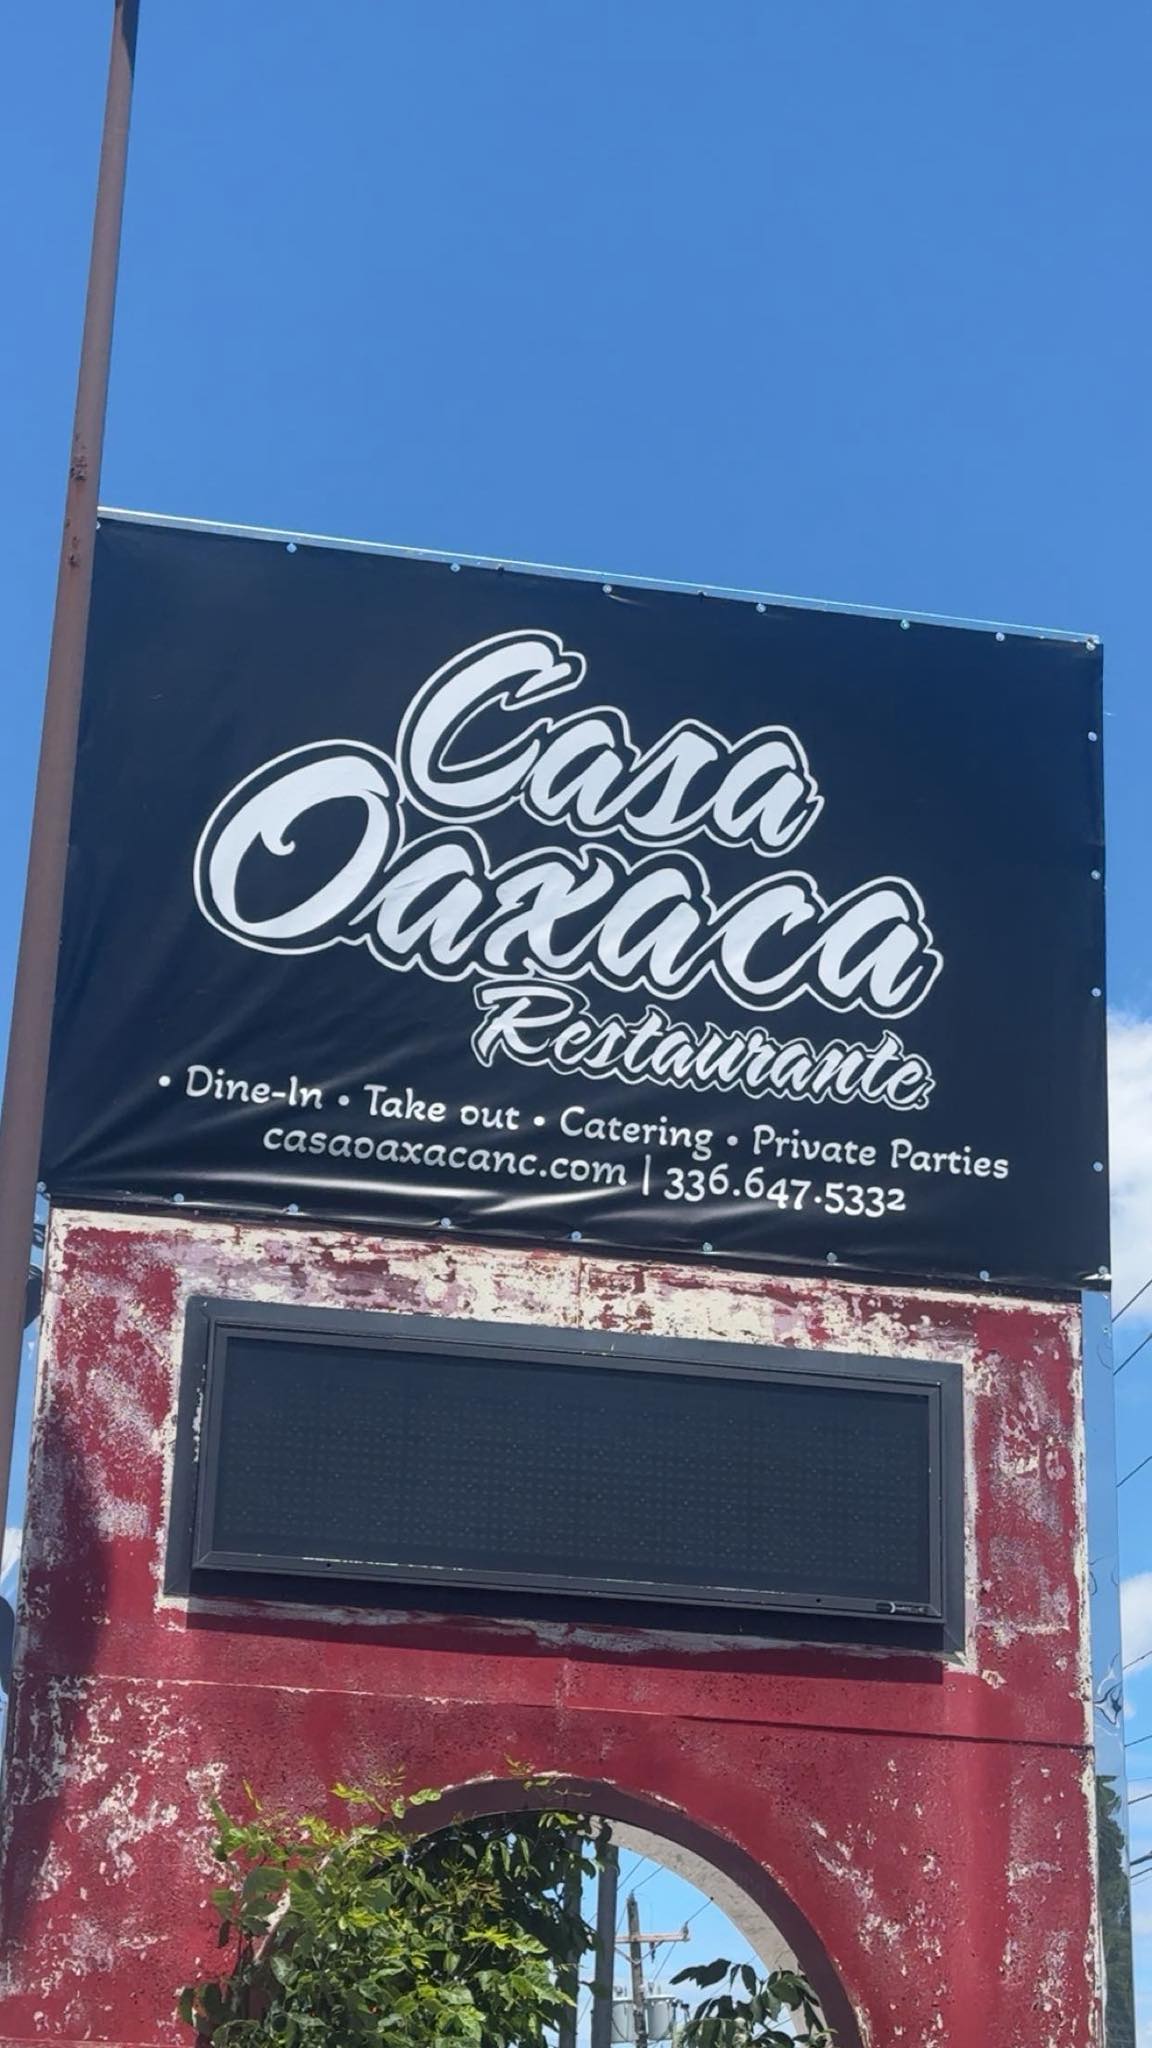 Casa
Oaxaca
Restaurante
• Dine-In • Take out • Catering • Private Parties
casaoaxacanc.com | 336.647.5332